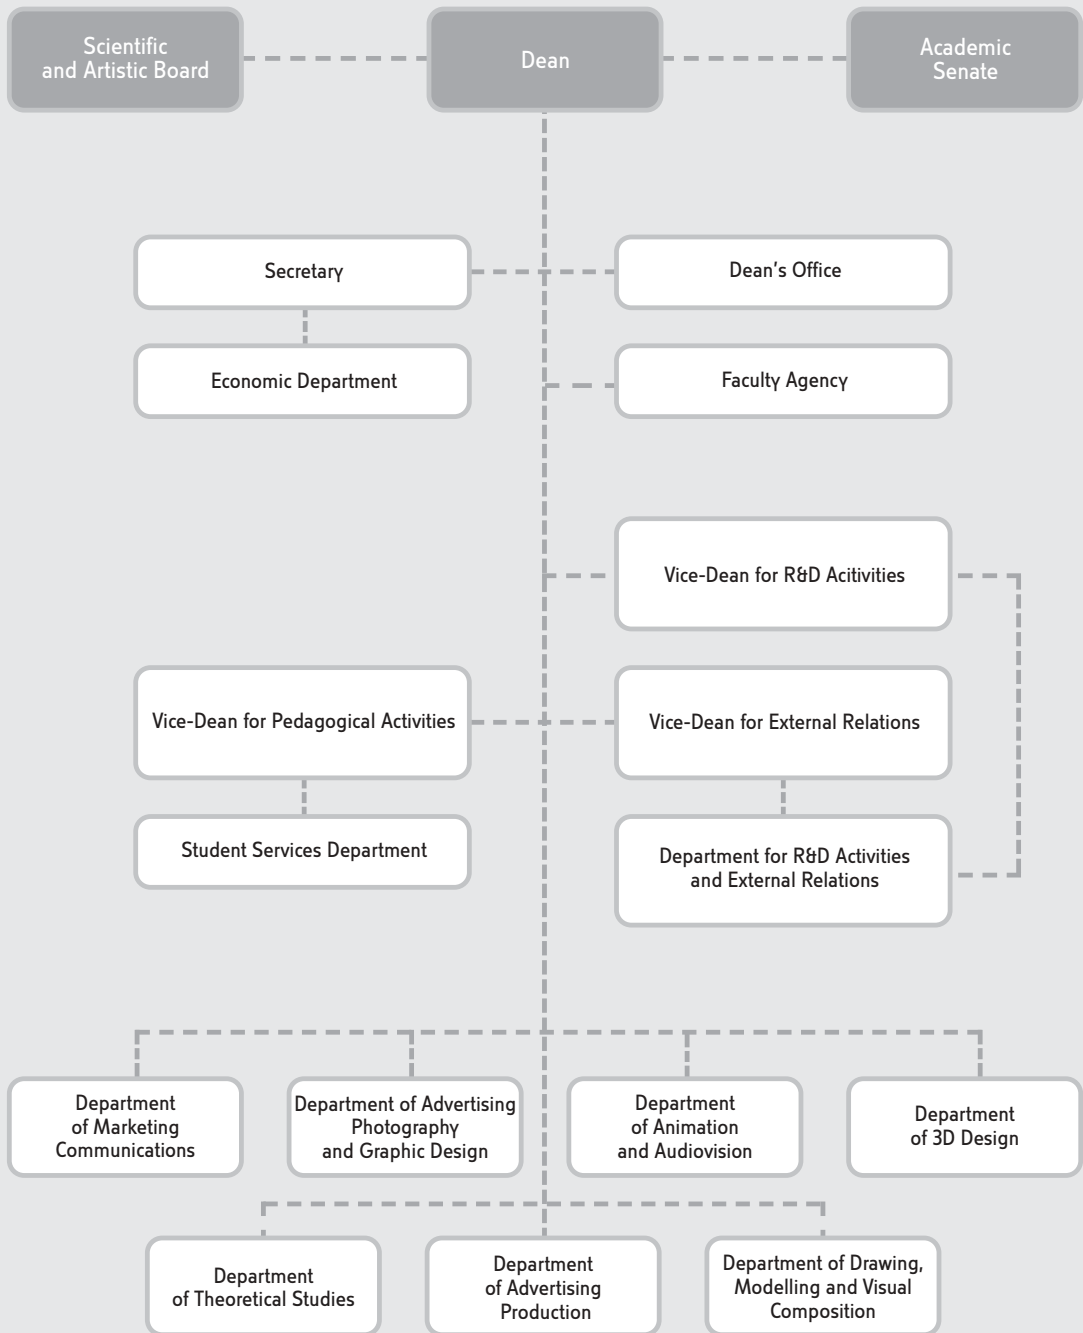 Scientific
and Artistic Board
Dean
Academic
Senate
Secretary
Dean's Office
Economic Department
Faculty Agency
Vice-Dean for R&D Acitivities
Vice-Dean for Pedagogical Activities
Vice-Dean for External Relations
Student Services Department
Department for R&D Activities
and External Relations
Department
of Marketing
Communications
Department of Advertising
Photography
and Graphic Design
Department
of Animation
and Audiovision
Department
of 3D Design
Department
of Theoretical Studies
Department
of Advertising
Production
Department of Drawing,
Modelling and Visual
Composition